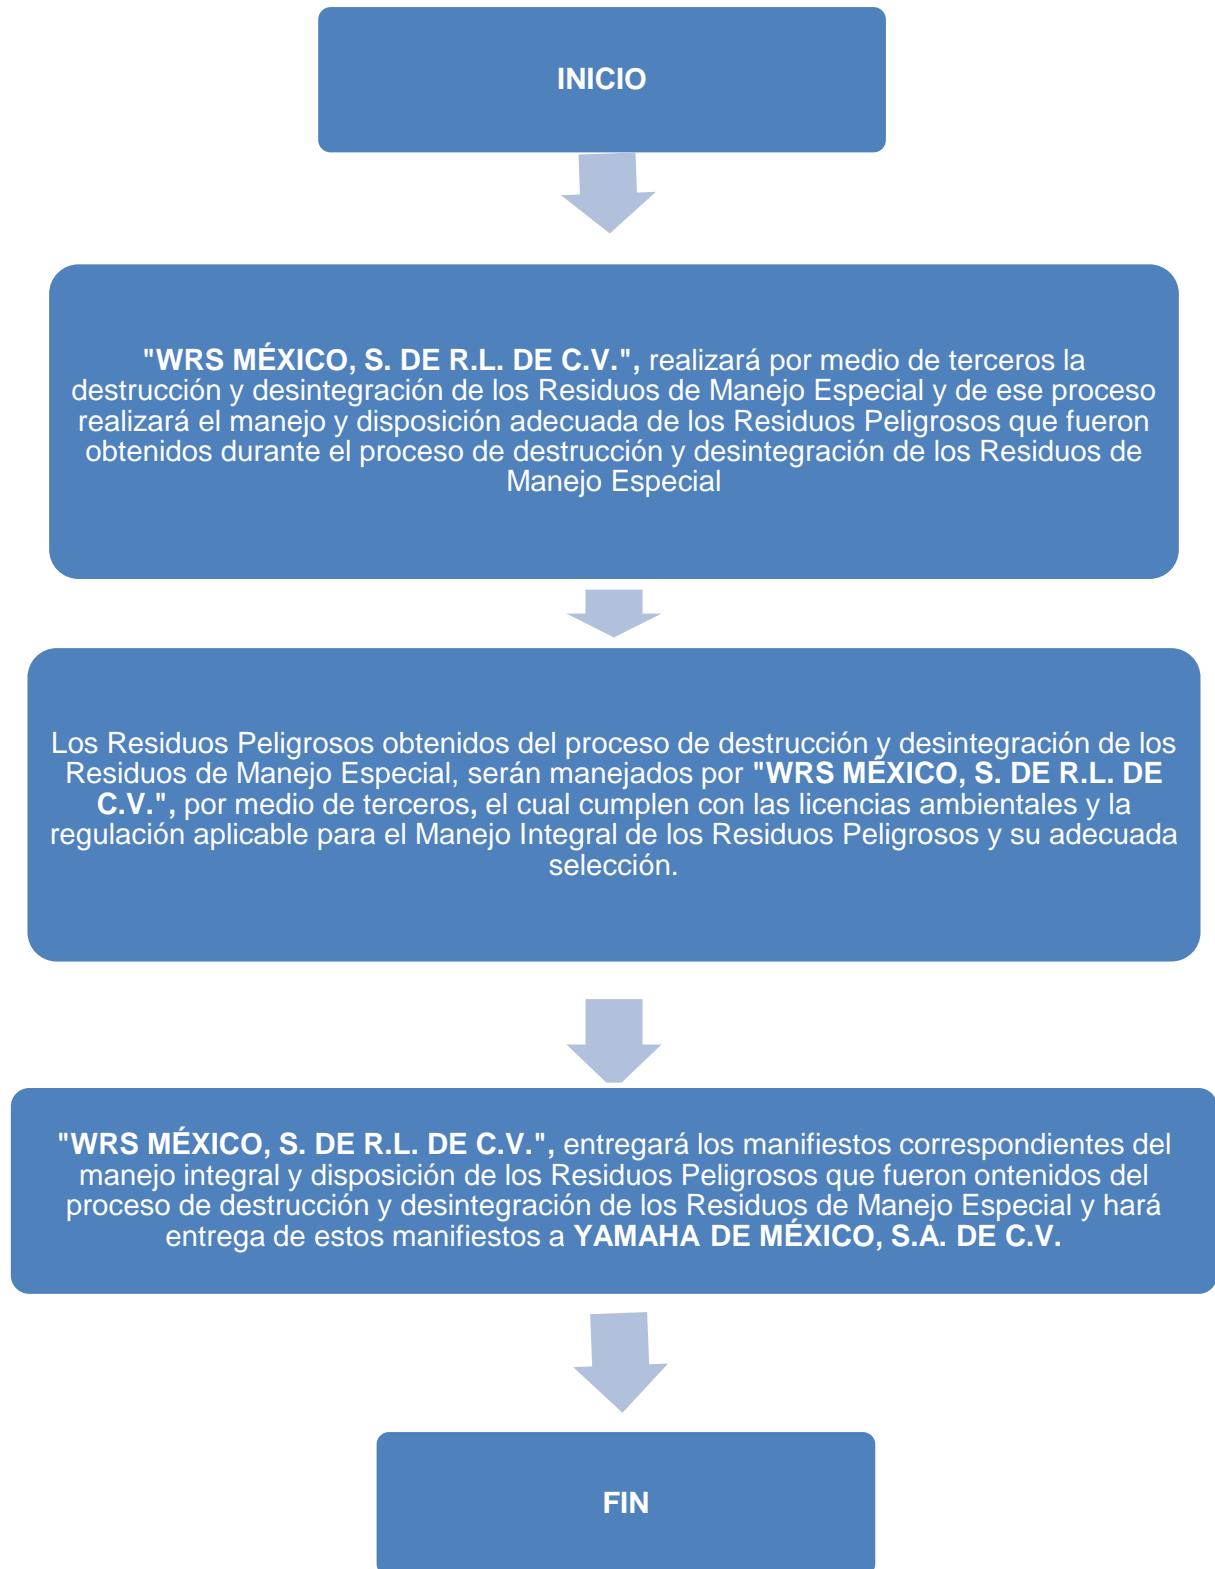 INICIO
"WRS MÉXICO, S. DE R.L. DE C.V.", realizará por medio de terceros la
destrucción y desintegración de los Residuos de Manejo Especial y de ese proceso
realizará el manejo y disposición adecuada de los Residuos Peligrosos que fueron
obtenidos durante el proceso de destrucción y desintegración de los Residuos de
Manejo Especial
Los Residuos Peligrosos obtenidos del proceso de destrucción y desintegración de los
Residuos de Manejo Especial, serán manejados por "WRS MÉXICO, S. DE R.L. DE
C.V.", por medio de terceros, el cual cumplen con las licencias ambientales y la
regulación aplicable para el Manejo Integral de los Residuos Peligrosos y su adecuada
selección.
"WRS MÉXICO, S. DE R.L. DE C.V.", entregará los manifiestos correspondientes del
manejo integral y disposición de los Residuos Peligrosos que fueron ontenidos del
proceso de destrucción y desintegración de los Residuos de Manejo Especial y hará
entrega de estos manifiestos a YAMAHA DE MÉXICO, S.A. DE C.V.
FIN